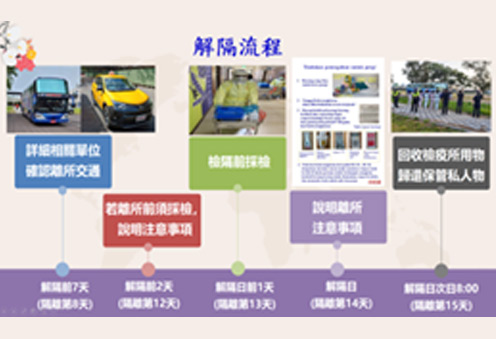 解隔流程
詳細相關單位
確認離所交通
若離所前須採檢,
說明注意事項
檢隔前採檢
說明離所
注意事項
回收檢疫所用物
歸還保管私人物
解隔前7天
(隔離第8天)
解隔前2天
(隔離第12天)
解隔日前1天
(隔離第13天)
解隔日
(隔離第14天)
解隔日次日8:00
(隔離第15天)